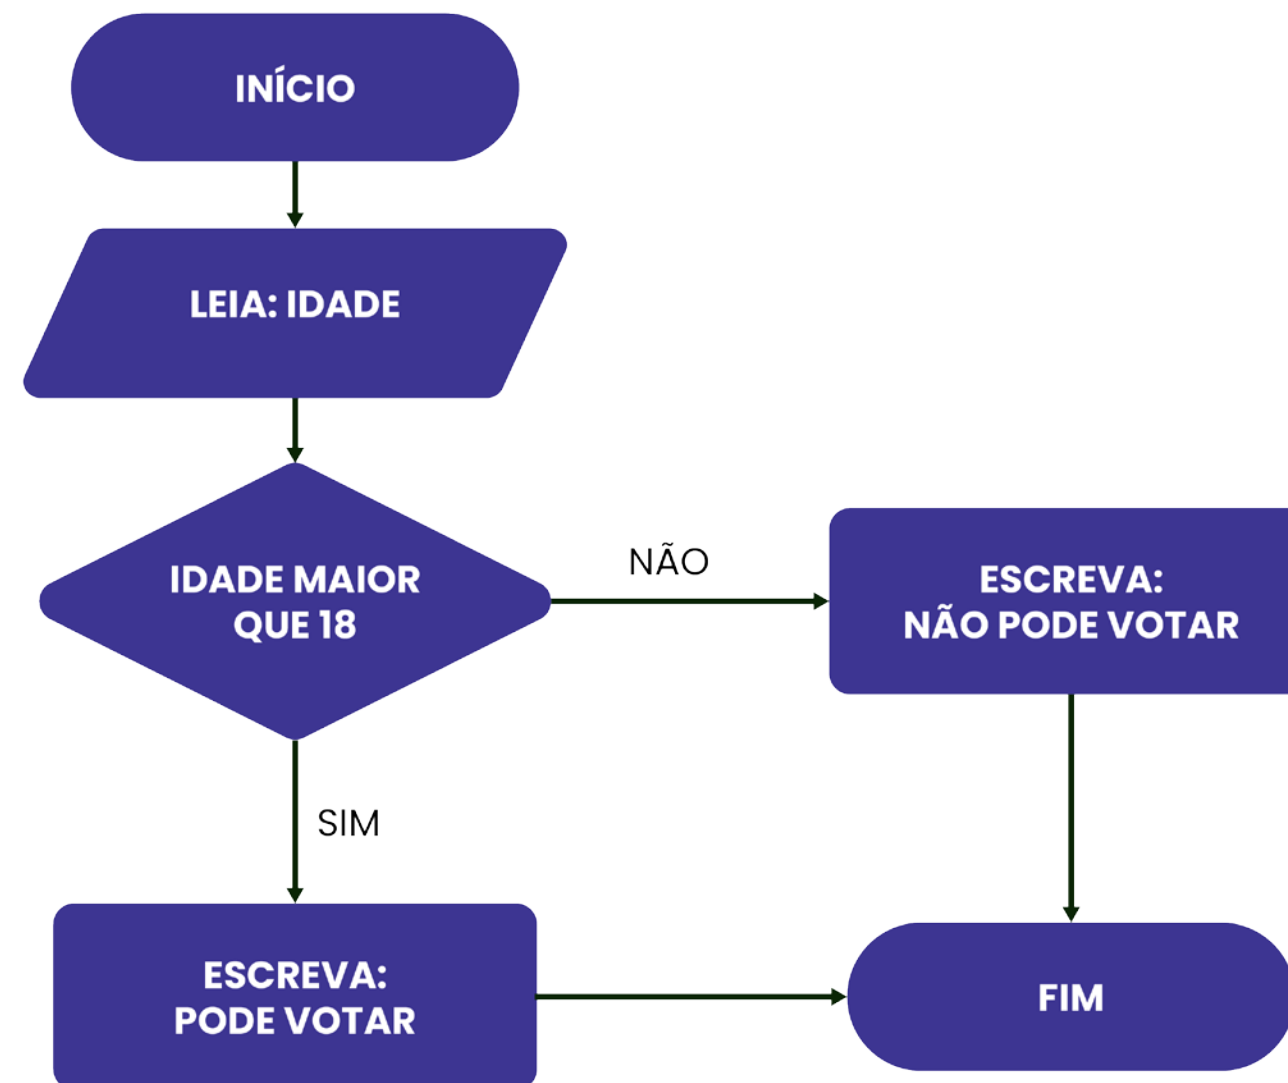 INÍCIO
LEIA: IDADE
IDADE MAIOR
QUE 18
NÃO
ESCREVA:
NÃO PODE VOTAR
SIM
ESCREVA:
PODE VOTAR
FIM